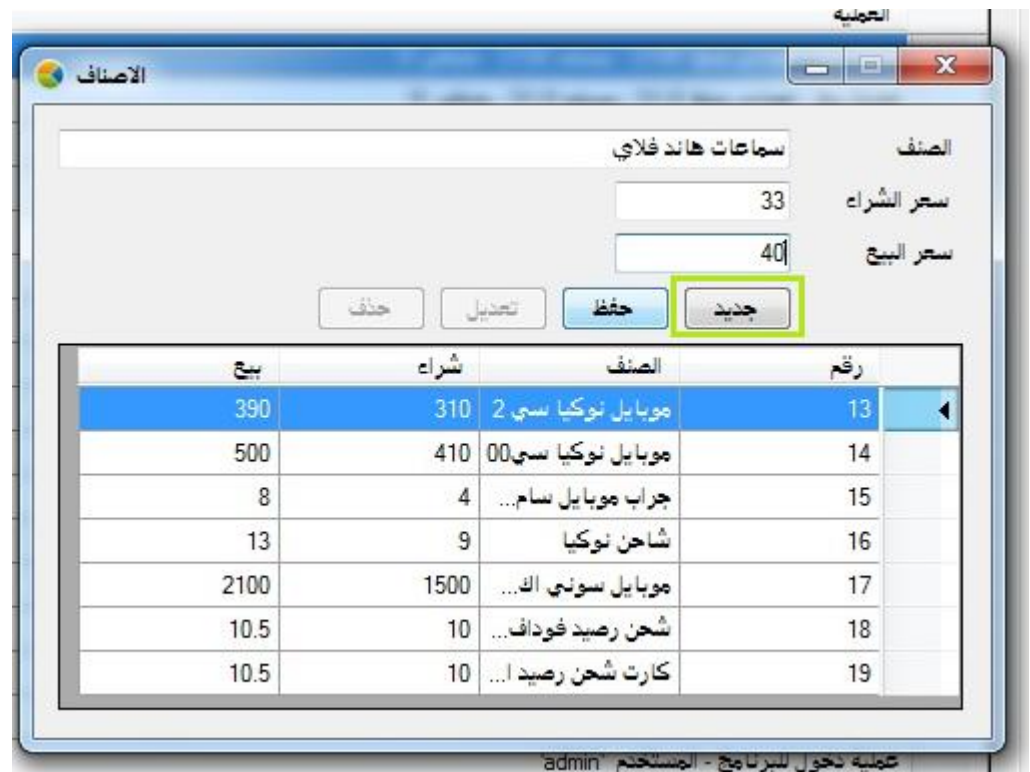 العملية
الاصناف
الصنف سماعات هاند فلاي
سعر الشراء 33
سعر البيع 40
جديد حفظ تعديل حذف
رقم الصنف شراء بيع
13 موبايل نوكيا سي 2 310 390
14 موبايل نوكيا سي00 410 500
15 جراب موبايل سام... 4 8
16 شاحن نوكيا 9 13
17 موبايل سوني اك... 1500 2100
18 شحن رصيد فوداف... 10 10.5
19 كارت شحن رصيد ا... 10 10.5
عملية دخول للبرنامج - المستخدم "admin"